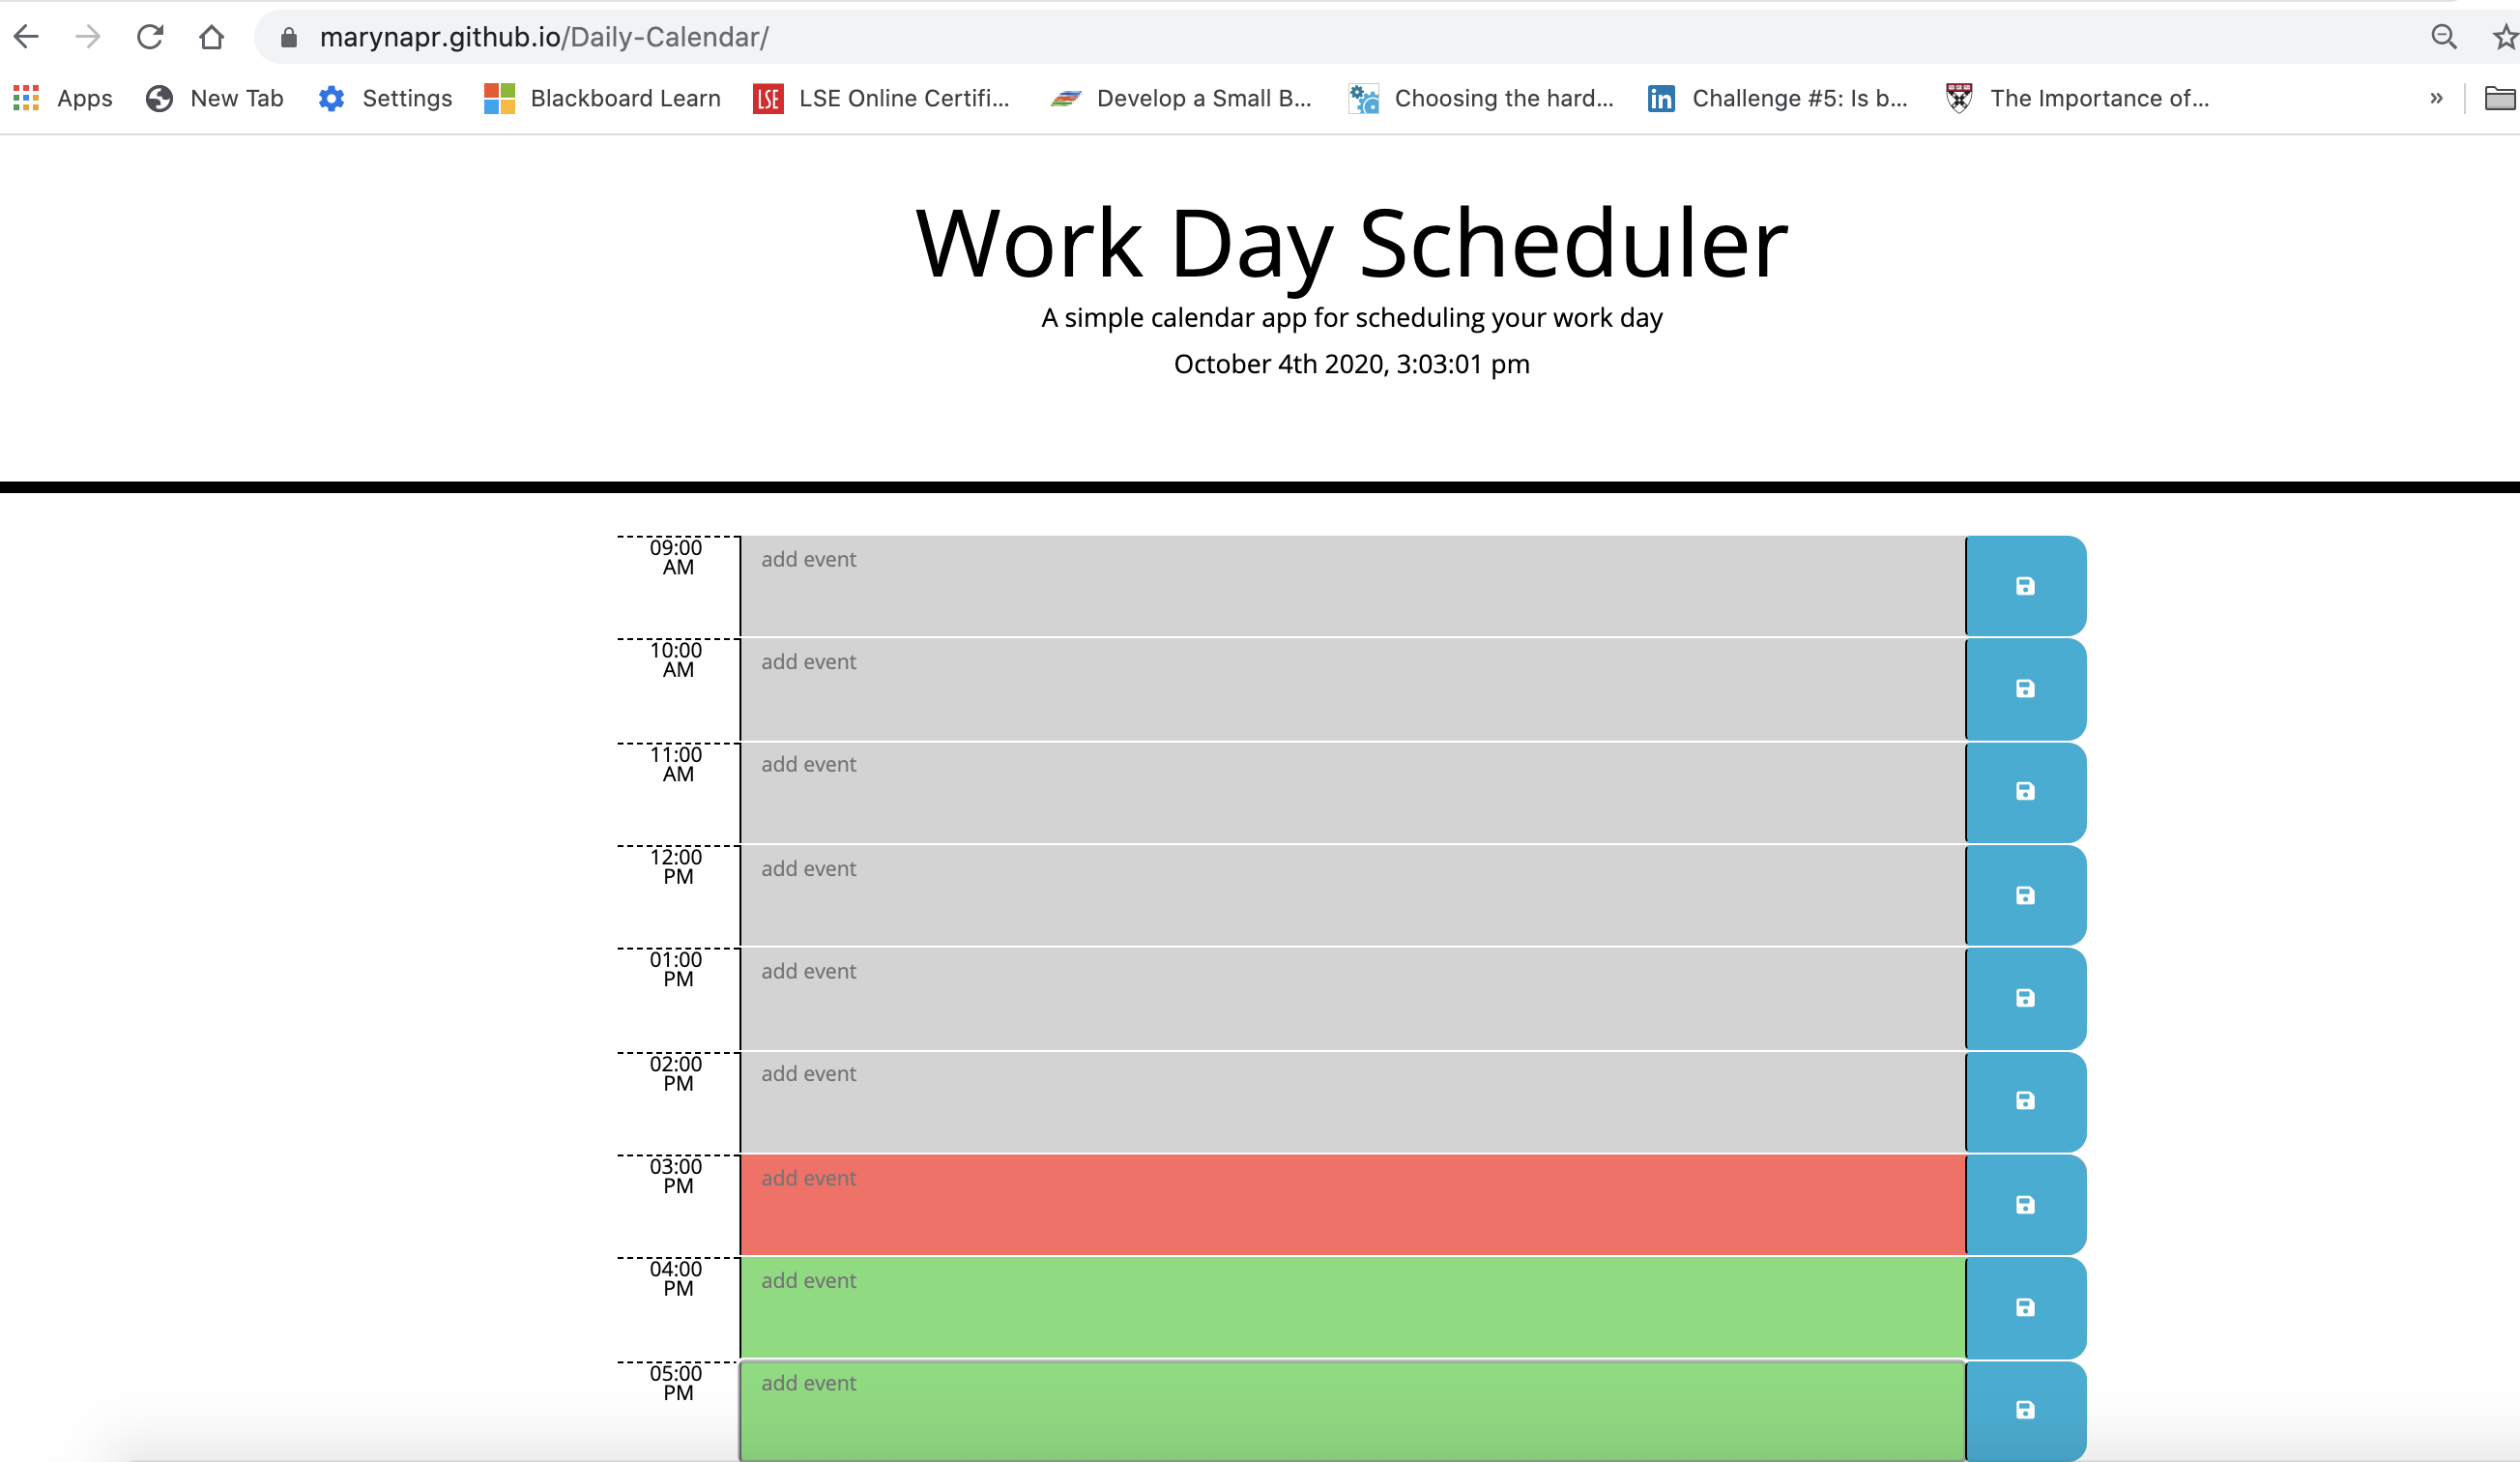 marynapr.github.io/Daily-Calendar/
Apps New Tab Settings Blackboard Learn LSE LSE Online Certifi... Develop a Small B... Choosing the hard... in Challenge #5: Is b... The Importance of... »
Work Day Scheduler
A simple calendar app for scheduling your work day
October 4th 2020, 3:03:01 pm
09:00
AM
add event
10:00
AM
add event
11:00
AM
add event
12:00
PM
add event
01:00
PM
add event
02:00
PM
add event
03:00
PM
add event
04:00
PM
add event
05:00
PM
add event